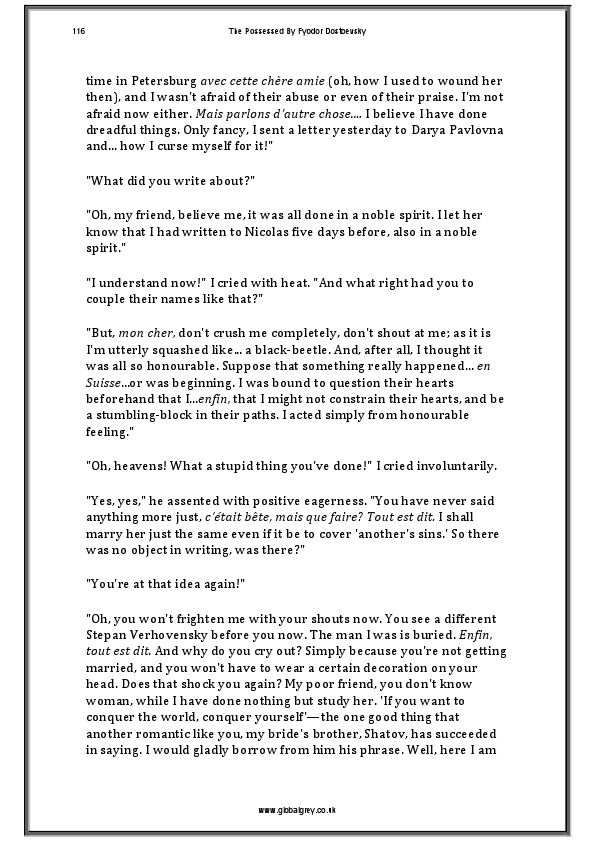 116
The Possessed By Fyodor Dostoevsky
time in Petersburg avec cette chère amie (oh, how I used to wound her
then), and I wasn't afraid of their abuse or even of their praise. I'm not
afraid now either. Mais parlons d'autre chose.... I believe I have done
dreadful things. Only fancy, I sent a letter yesterday to Darya Pavlovna
and... how I curse myself for it!"
"What did you write about?"
"Oh, my friend, believe me, it was all done in a noble spirit. I let her
know that I had written to Nicolas five days before, also in a noble
spirit."
"I understand now!" I cried with heat. "And what right had you to
couple their names like that?"
"But, mon cher, don't crush me completely, don't shout at me; as it is
I'm utterly squashed like... a black-beetle. And, after all, I thought it
was all so honourable. Suppose that something really happened... en
Suisse...or was beginning. I was bound to question their hearts
beforehand that I...enfin, that I might not constrain their hearts, and be
a stumbling-block in their paths. I acted simply from honourable
feeling."
"Oh, heavens! What a stupid thing you've done!" I cried involuntarily.
"Yes, yes," he assented with positive eagerness. "You have never said
anything more just, c'était bête, mais que faire? Tout est dit. I shall
marry her just the same even if it be to cover 'another's sins.' So there
was no object in writing, was there?"
"You're at that idea again!"
"Oh, you won't frighten me with your shouts now. You see a different
Stepan Verhovensky before you now. The man I was is buried. Enfin,
tout est dit. And why do you cry out? Simply because you're not getting
married, and you won't have to wear a certain decoration on your
head. Does that shock you again? My poor friend, you don't know
woman, while I have done nothing but study her. 'If you want to
conquer the world, conquer yourself'—the one good thing that
another romantic like you, my bride's brother, Shatov, has succeeded
in saying. I would gladly borrow from him his phrase. Well, here I am
www.globalgrey.co.uk